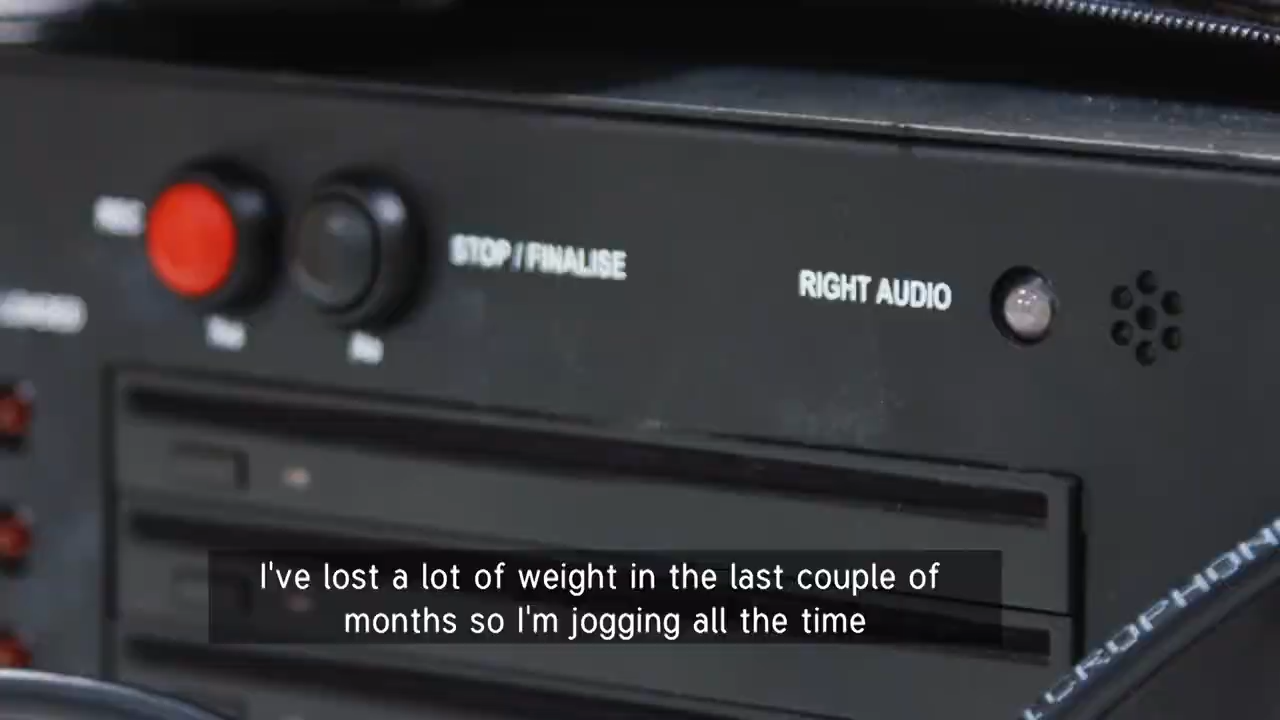 REC
STOP / FINALISE
RIGHT AUDIO
I've lost a lot of weight in the last couple of
months so I'm jogging all the time